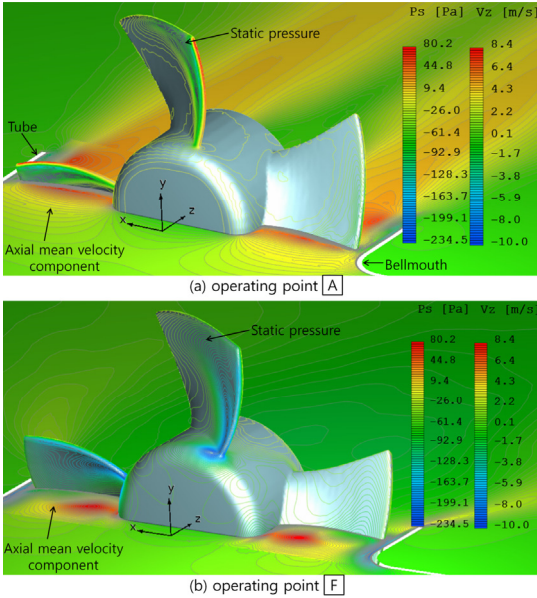 Ps [Pa] Vz [m/s]
80.2 8.4
44.8 6.4
9.4 4.3
-26.0 2.2
-61.4 0.1
-92.9 -1.7
-128.3 -3.8
-163.7 -5.9
-199.1 -8.0
-234.5 -10.0
Static pressure
Tube
y
x
z
Axial mean velocity
component
Bellmouth
(a) operating point A
Ps [Pa] Vz [m/s]
80.2 8.4
44.8 6.4
9.4 4.3
-26.0 2.2
-61.4 0.1
-92.9 -1.7
-128.3 -3.8
-163.7 -5.9
-199.1 -8.0
-234.5 -10.0
Static pressure
y
x
z
Axial mean velocity
component
(b) operating point F